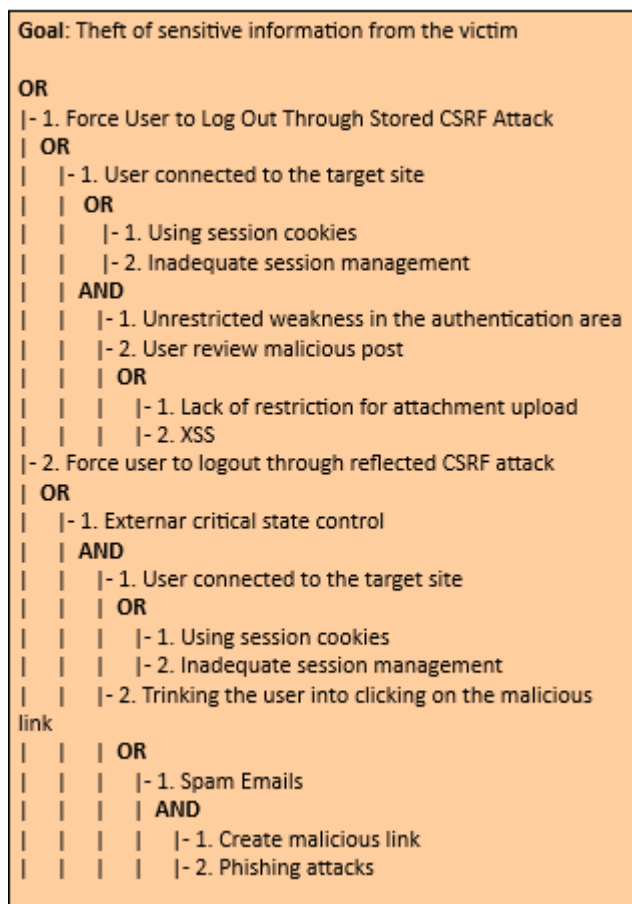 Goal: Theft of sensitive information from the victim
OR
|- 1. Force User to Log Out Through Stored CSRF Attack
| OR
| |- 1. User connected to the target site
| | OR
| | |- 1. Using session cookies
| | |- 2. Inadequate session management
| | AND
| | |- 1. Unrestricted weakness in the authentication area
| | |- 2. User review malicious post
| | | OR
| | | |- 1. Lack of restriction for attachment upload
| | | |- 2. XSS
|- 2. Force user to logout through reflected CSRF attack
| OR
| |- 1. Externar critical state control
| | AND
| | |- 1. User connected to the target site
| | | OR
| | | |- 1. Using session cookies
| | | |- 2. Inadequate session management
| | |- 2. Trinking the user into clicking on the malicious
link
| | | OR
| | | |- 1. Spam Emails
| | | | AND
| | | | |- 1. Create malicious link
| | | | |- 2. Phishing attacks